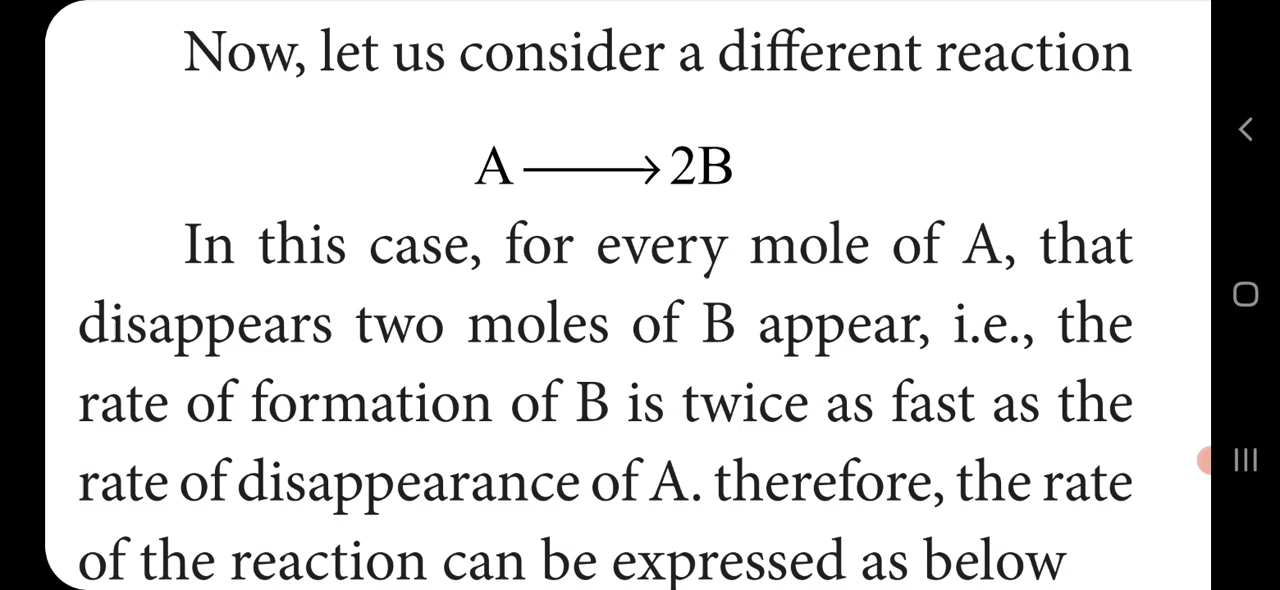 Now, let us consider a different reaction
A ⟶ 2B
In this case, for every mole of A, that
disappears two moles of B appear, i.e., the
rate of formation of B is twice as fast as the
rate of disappearance of A. therefore, the rate
of the reaction can be expressed as below